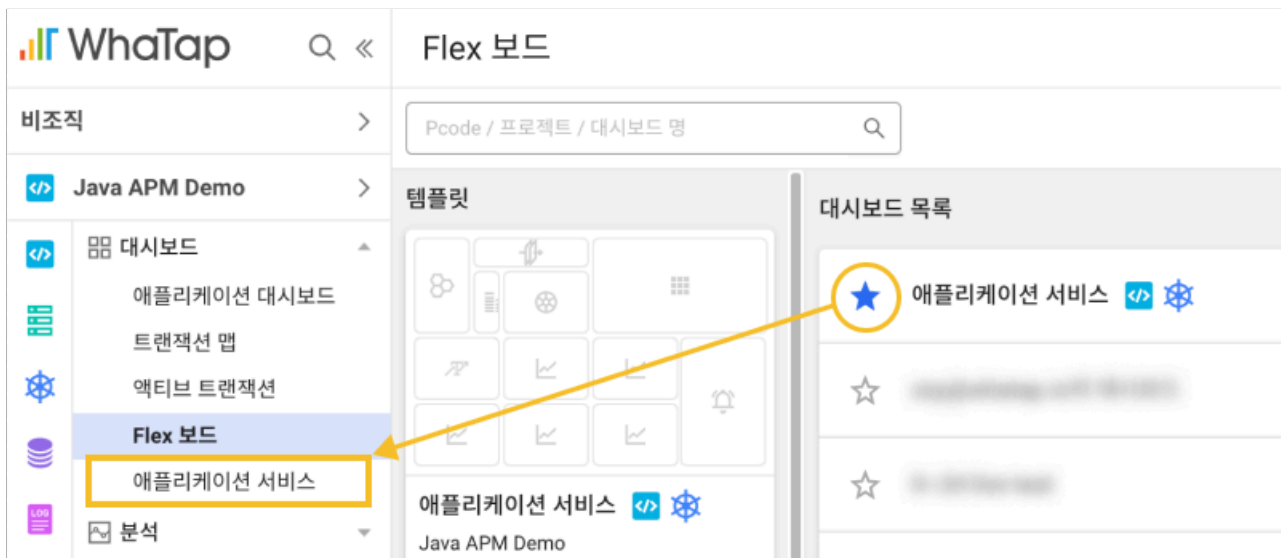 WhaTap
비조직
Java APM Demo
대시보드
애플리케이션 대시보드
트랜잭션 맵
액티브 트랜잭션
Flex 보드
애플리케이션 서비스
LOG
분석
Flex 보드
Pcode / 프로젝트 / 대시보드 명
템플릿
애플리케이션 서비스
Java APM Demo
대시보드 목록
애플리케이션 서비스